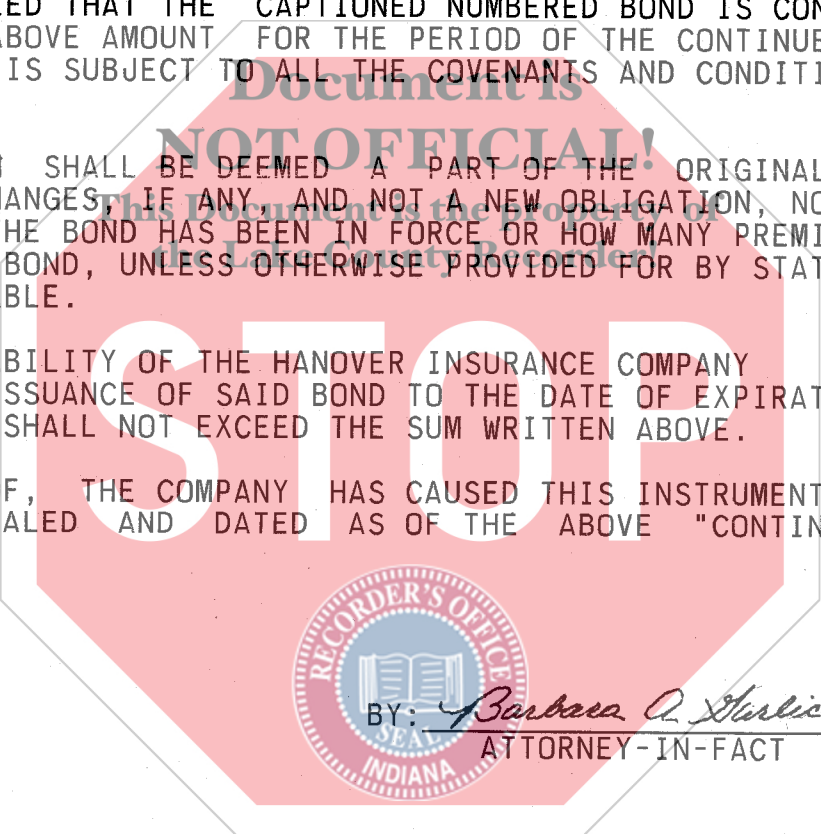 LED THAT THE CAPTIONED NUMBERED BOND IS CON
ABOVE AMOUNT FOR THE PERIOD OF THE CONTINUE
IS SUBJECT TO ALL THE COVENANTS AND CONDITI
Document is
NOT OFFICIAL!
This Document is the property of
the Lake County Recorder!
SHALL BE DEEMED A PART OF THE ORIGINAL
HANGES, IF ANY, AND NOT A NEW OBLIGATION, NO
HE BOND HAS BEEN IN FORCE OR HOW MANY PREMI
BOND, UNLESS OTHERWISE PROVIDED FOR BY STAT
BLE.
STOP
BILITY OF THE HANOVER INSURANCE COMPANY
SSUANCE OF SAID BOND TO THE DATE OF EXPIRAT
SHALL NOT EXCEED THE SUM WRITTEN ABOVE.
F, THE COMPANY HAS CAUSED THIS INSTRUMENT
ALED AND DATED AS OF THE ABOVE "CONTIN
RECORDER'S OFFICE
SEAL
INDIANA
BY: Barbara A. Garlic
ATTORNEY-IN-FACT